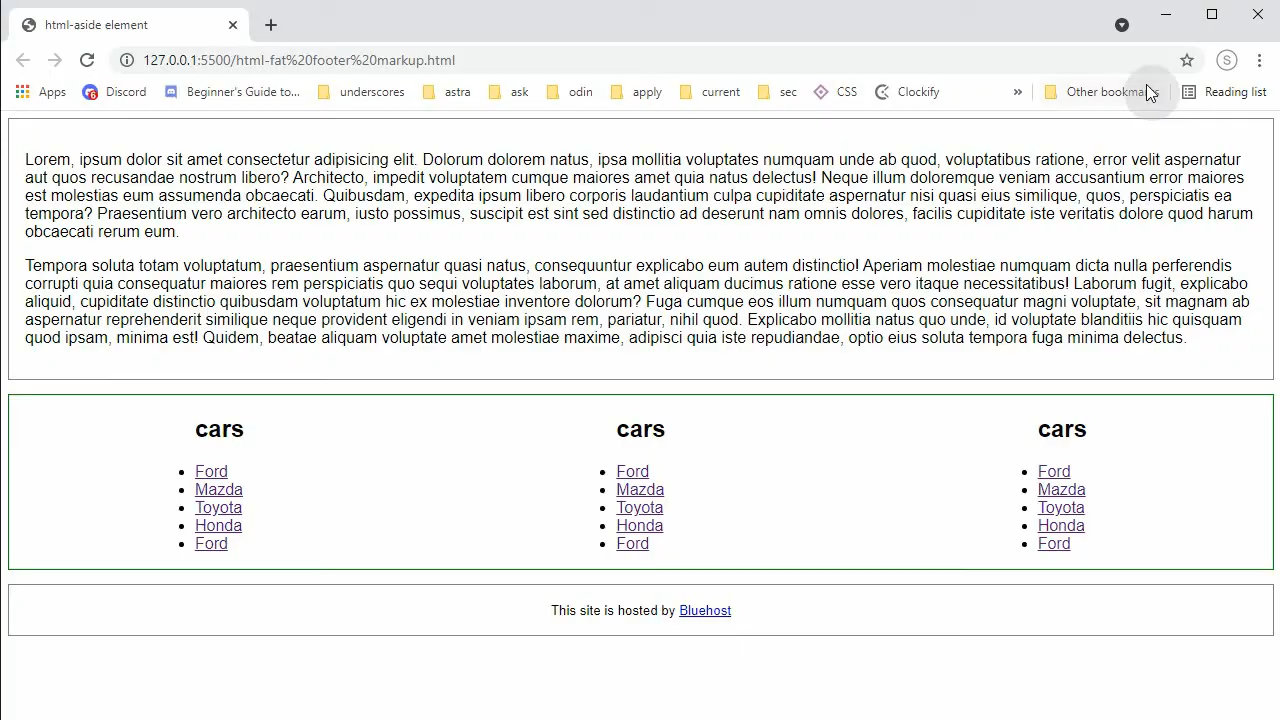 html-aside element
127.0.0.1:5500/html-fat%20footer%20markup.html
S
Apps
6
Discord
Beginner's Guide to...
underscores
astra
ask
odin
apply
current
sec
CSS
Clockify
»
Other bookmarks
Reading list
Lorem, ipsum dolor sit amet consectetur adipisicing elit. Dolorum dolorem natus, ipsa mollitia voluptates numquam unde ab quod, voluptatibus ratione, error velit aspernatur
aut quos recusandae nostrum libero? Architecto, impedit voluptatem cumque maiores amet quia natus delectus! Neque illum doloremque veniam accusantium error maiores
est molestias eum assumenda obcaecati. Quibusdam, expedita ipsum libero corporis laudantium culpa cupiditate aspernatur nisi quasi eius similique, quos, perspiciatis ea
tempora? Praesentium vero architecto earum, iusto possimus, suscipit est sint sed distinctio ad deserunt nam omnis dolores, facilis cupiditate iste veritatis dolore quod harum
obcaecati rerum eum.
Tempora soluta totam voluptatum, praesentium aspernatur quasi natus, consequuntur explicabo eum autem distinctio! Aperiam molestiae numquam dicta nulla perferendis
corrupti quia consequatur maiores rem perspiciatis quo sequi voluptates laborum, at amet aliquam ducimus ratione esse vero itaque necessitatibus! Laborum fugit, explicabo
aliquid, cupiditate distinctio quibusdam voluptatum hic ex molestiae inventore dolorum? Fuga cumque eos illum numquam quos consequatur magni voluptate, sit magnam ab
aspernatur reprehenderit similique neque provident eligendi in veniam ipsam rem, pariatur, nihil quod. Explicabo mollitia natus quo unde, id voluptate blanditiis hic quisquam
quod ipsam, minima est! Quidem, beatae aliquam voluptate amet molestiae maxime, adipisci quia iste repudiandae, optio eius soluta tempora fuga minima delectus.
cars
Ford
Mazda
Toyota
Honda
Ford
cars
Ford
Mazda
Toyota
Honda
Ford
cars
Ford
Mazda
Toyota
Honda
Ford
This site is hosted by Bluehost